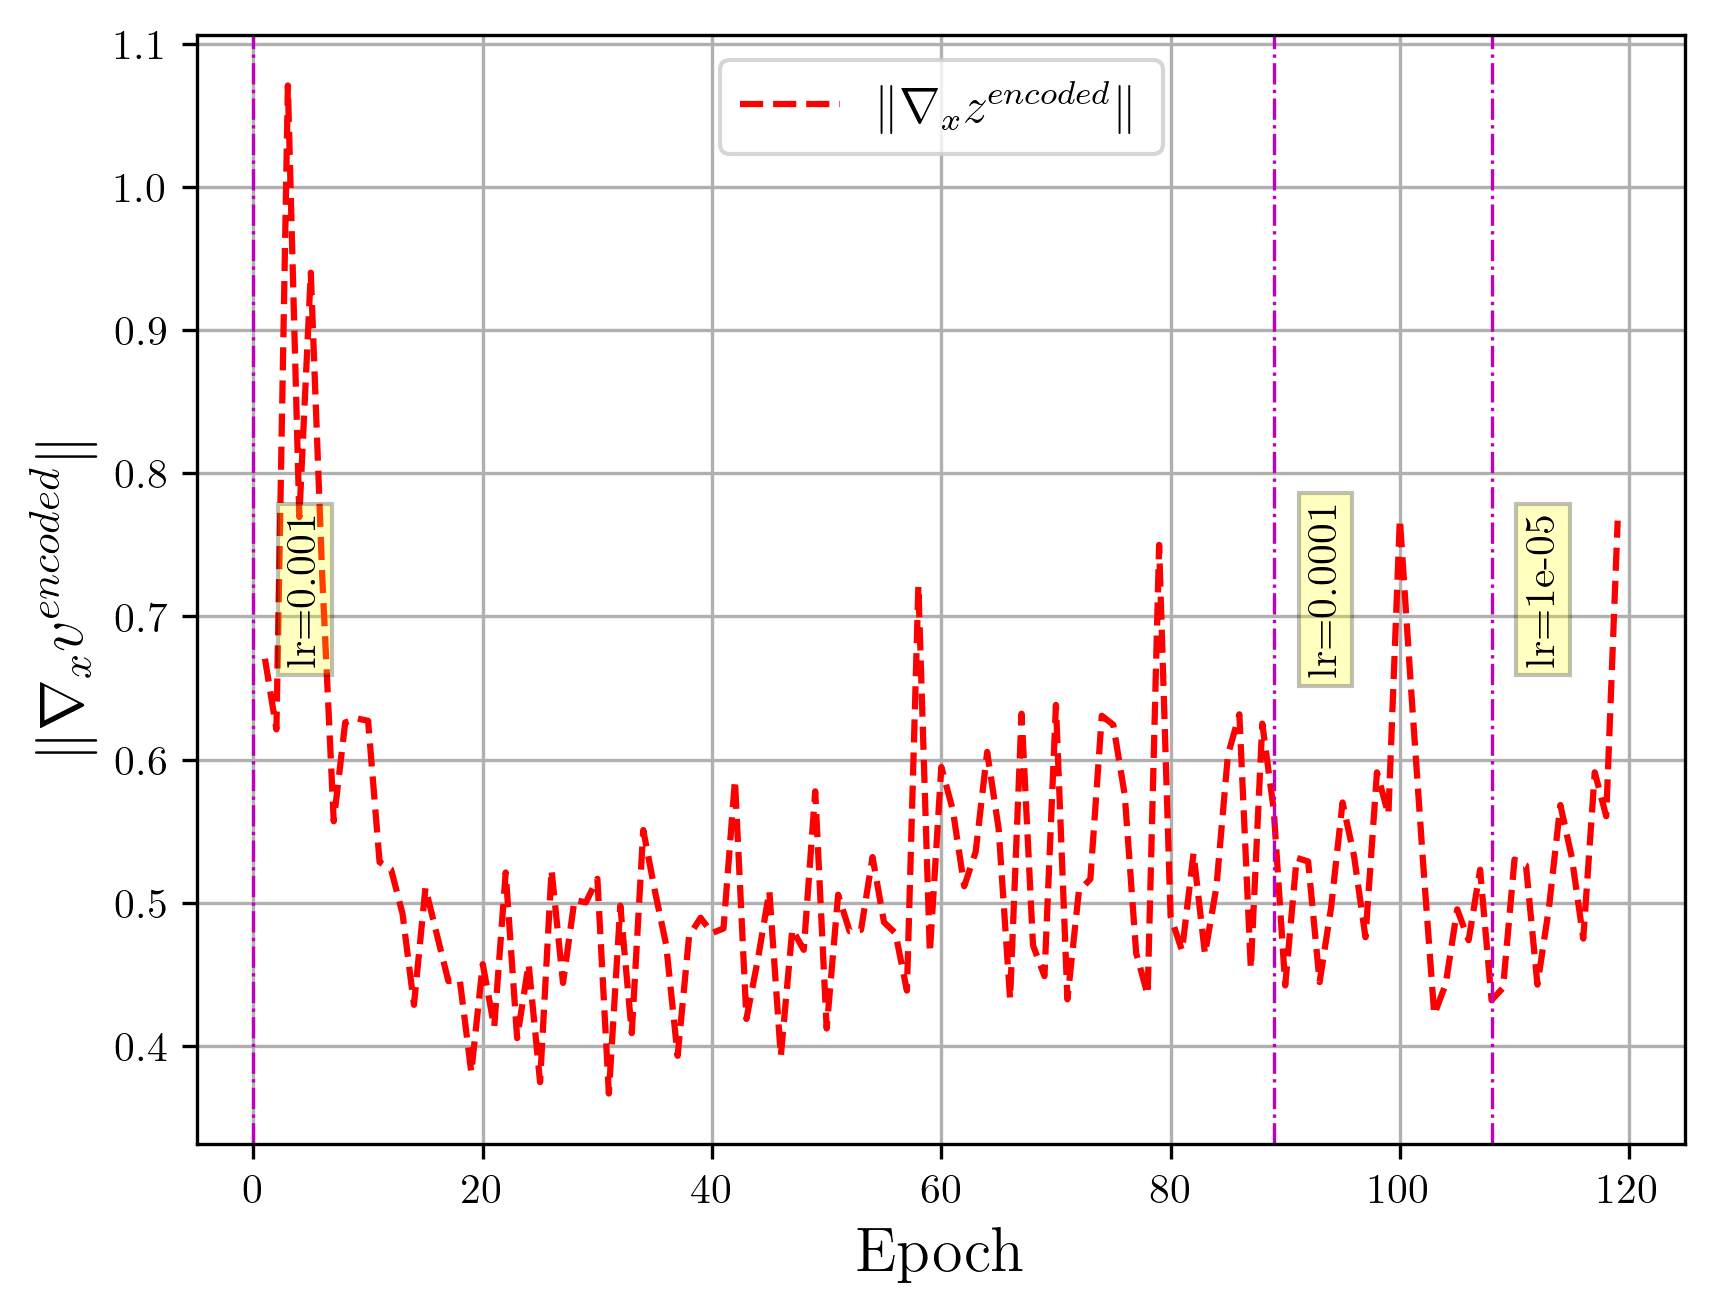 1.1
1.0
0.9
0.8
0.7
0.6
0.5
0.4
‖∇ₓv^{encoded}‖
‖∇ₓz^{encoded}‖
lr=0.001
lr=0.0001
lr=1e-05
0 20 40 60 80 100 120
Epoch